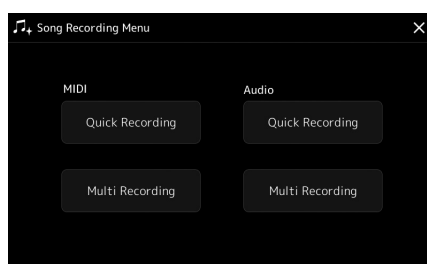 Song Recording Menu
MIDI
Audio
Quick Recording
Quick Recording
Multi Recording
Multi Recording